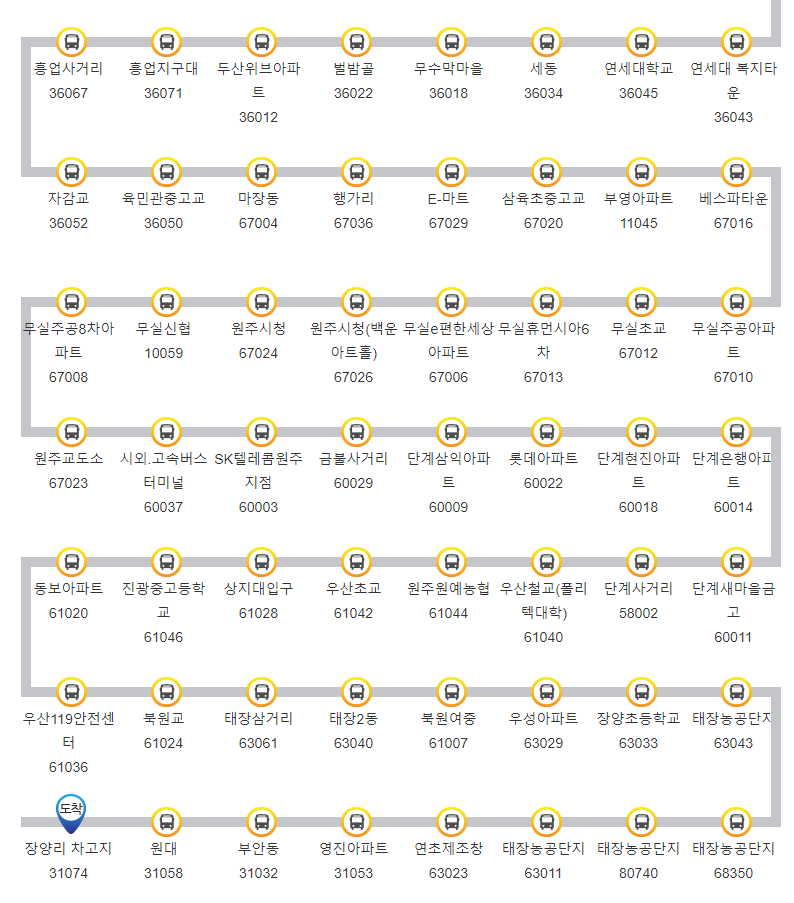 흥업사거리
36067
흥업지구대
36071
두산위브아파
트
36012
벌밤골
36022
무수막마을
36018
세동
36034
연세대학교
36045
연세대 복지타
운
36043
자감교
36052
육민관중고교
36050
마장동
67004
행가리
67036
E-마트
67029
삼육초중고교
67020
부영아파트
11045
베스파타운
67016
무실주공8차아
파트
67008
무실신협
10059
원주시청
67024
원주시청(백운
아트홀)
67026
무실e편한세상
아파트
67006
무실휴먼시아6
차
67013
무실초교
67012
무실주공아파
트
67010
원주교도소
67023
시외.고속버스
터미널
60037
SK텔레콤원주
지점
60003
금불사거리
60029
단계삼익아파
트
60009
롯데아파트
60022
단계현진아파
트
60018
단계은행아파
트
60014
동보아파트
61020
진광중고등학
교
61046
상지대입구
61028
우산초교
61042
원주원예농협
61044
우산철교(폴리
텍대학)
61040
단계사거리
58002
단계새마을금
고
60011
우산119안전센
터
61036
북원교
61024
태장삼거리
63061
태장2동
63040
북원여중
61007
우성아파트
63029
장양초등학교
63033
태장농공단지
63043
도착
장양리 차고지
31074
원대
31058
부안동
31032
영진아파트
31053
연초제조창
63023
태장농공단지
63011
태장농공단지
80740
태장농공단지
68350